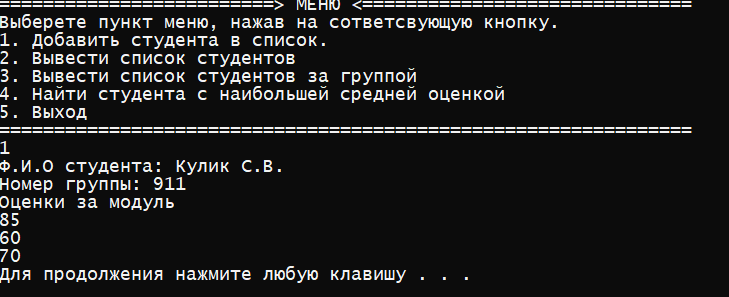 =========================> МЕНЮ <==============================
Выберете пункт меню, нажав на сответсвующую кнопку.
1. Добавить студента в список.
2. Вывести список студентов
3. Вывести список студентов за группой
4. Найти студента с наибольшей средней оценкой
5. Выход
===============================================================
1
Ф.И.О студента: Кулик С.В.
Номер группы: 911
Оценки за модуль
85
60
70
Для продолжения нажмите любую клавишу . . .